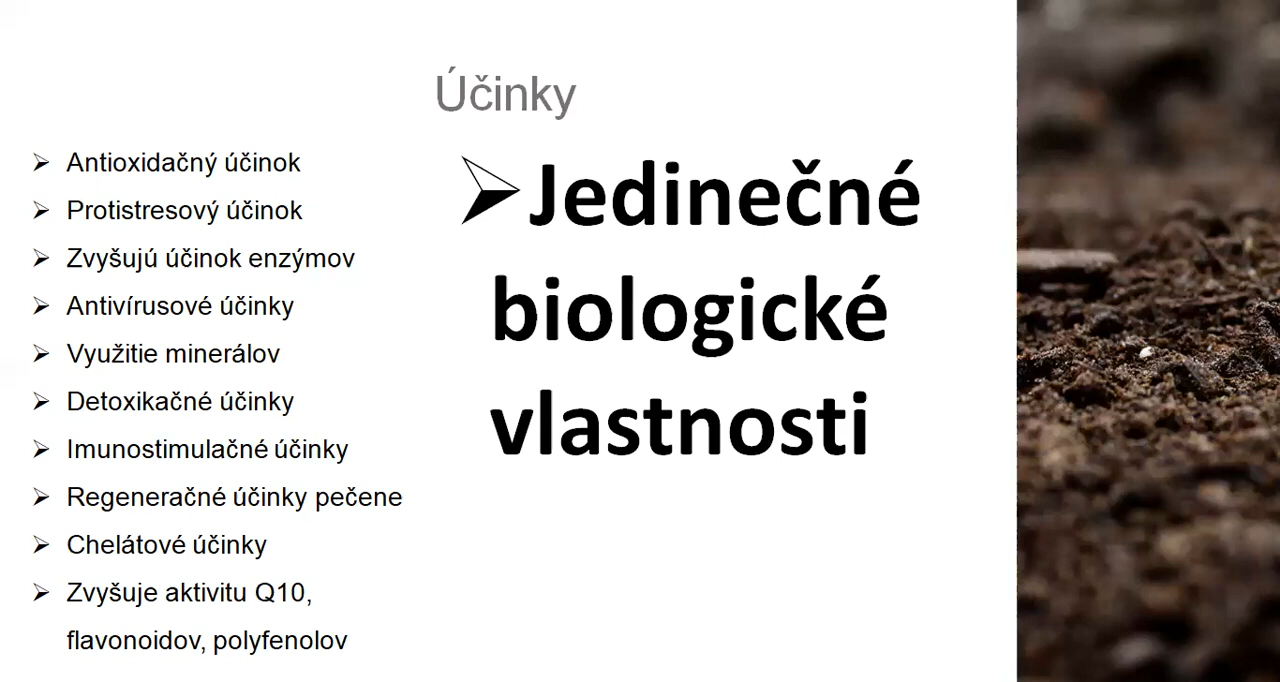 Účinky
➢ Antioxidačný účinok
➢ Protistresový účinok
➢ Zvyšujú účinok enzýmov
➢ Antivírusové účinky
➢ Využitie minerálov
➢ Detoxikačné účinky
➢ Imunostimulačné účinky
➢ Regeneračné účinky pečene
➢ Chelátové účinky
➢ Zvyšuje aktivitu Q10,
flavonoidov, polyfenolov
➢Jedinečné
biologické
vlastnosti